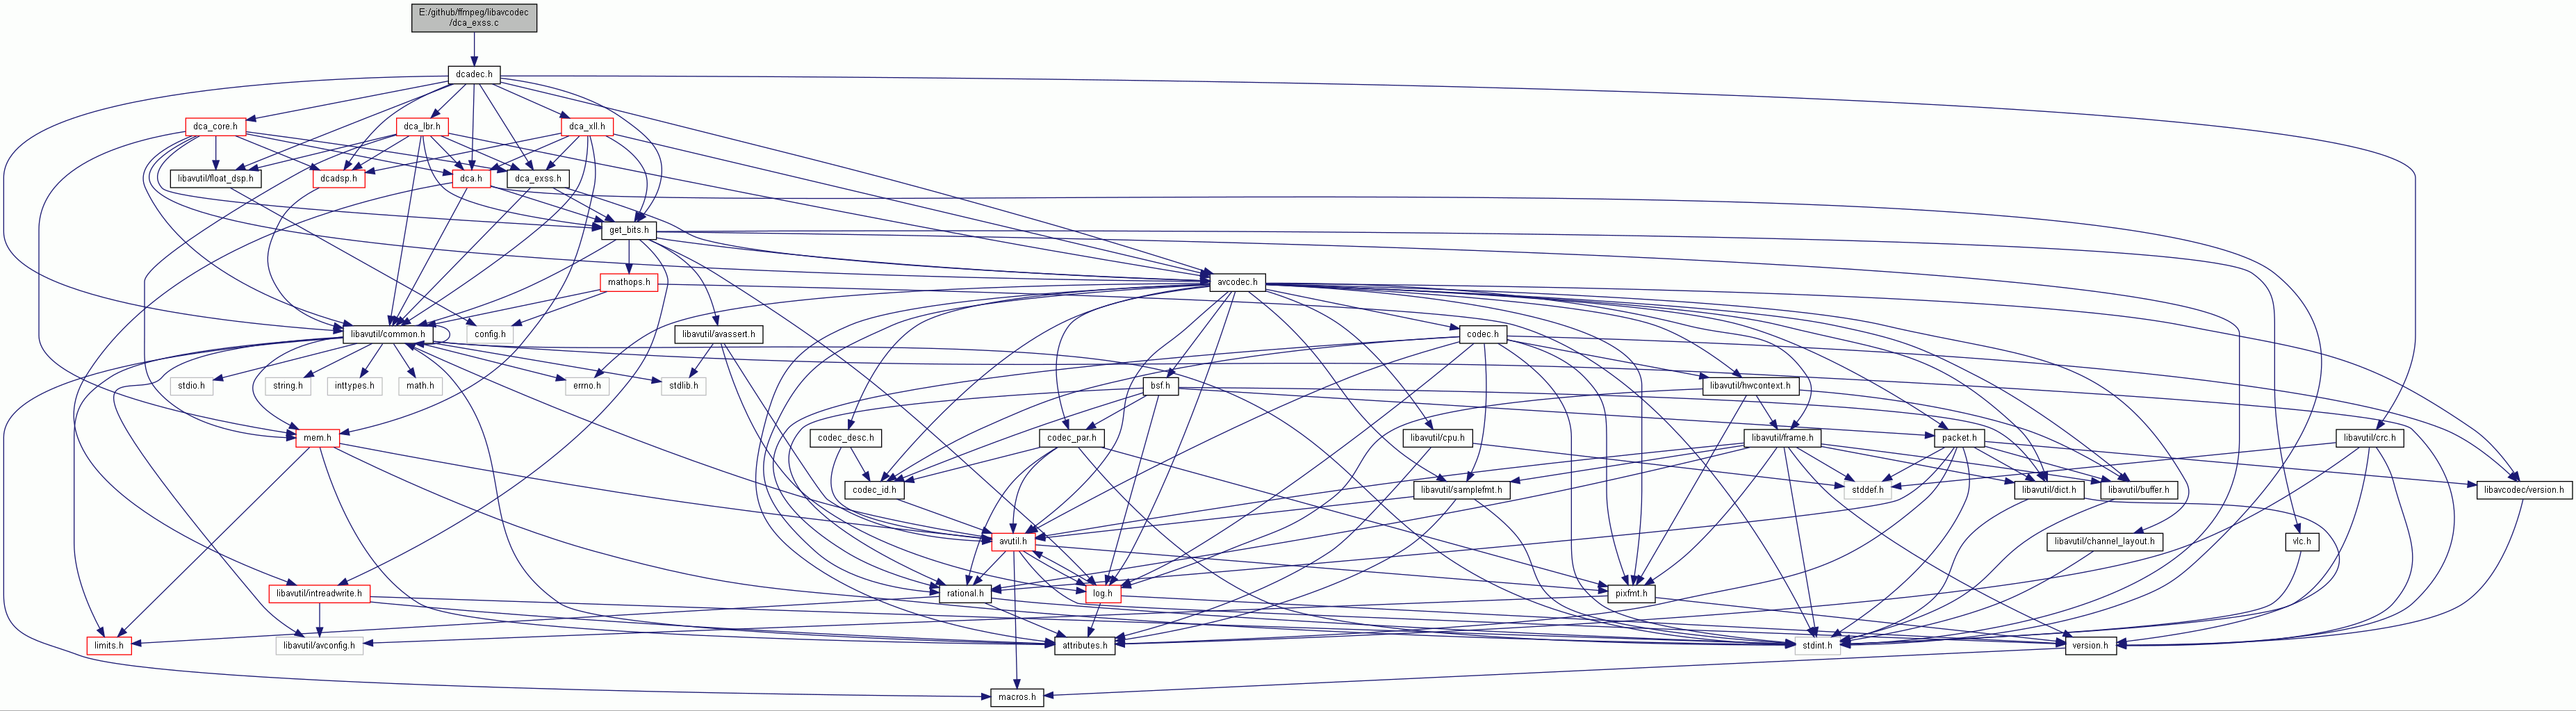 E:/github/ffmpeg/libavcodec
/dca_exss.c
dcadec.h
dca_core.h
dca_lbr.h
dca_xll.h
libavutil/float_dsp.h
dcadsp.h
dca.h
dca_exss.h
get_bits.h
mathops.h
avcodec.h
libavutil/common.h
config.h
libavutil/avassert.h
codec.h
stdio.h
string.h
inttypes.h
math.h
errno.h
stdlib.h
bsf.h
libavutil/hwcontext.h
mem.h
codec_desc.h
codec_par.h
libavutil/cpu.h
libavutil/frame.h
packet.h
libavutil/crc.h
codec_id.h
libavutil/samplefmt.h
stddef.h
libavutil/dict.h
libavutil/buffer.h
libavcodec/version.h
avutil.h
libavutil/channel_layout.h
vlc.h
libavutil/intreadwrite.h
rational.h
log.h
pixfmt.h
limits.h
libavutil/avconfig.h
attributes.h
stdint.h
version.h
macros.h